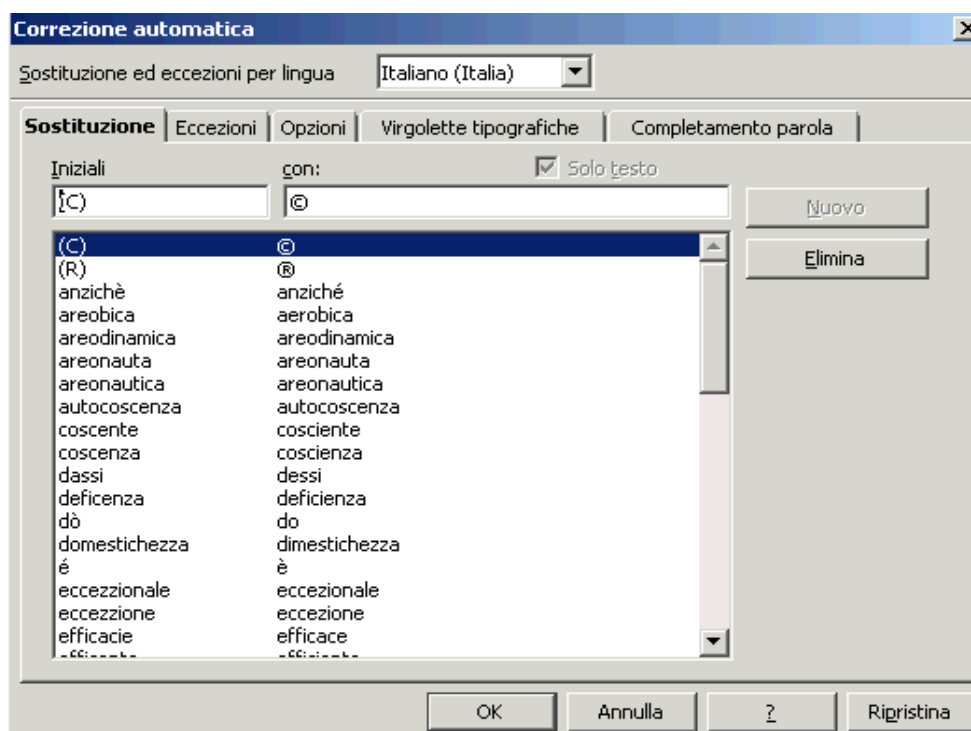 Correzione automatica
Sostituzione ed eccezioni per lingua Italiano (Italia)
Sostituzione Eccezioni Opzioni Virgolette tipografiche Completamento parola
Iniziali con: Solo testo
(C) © Nuovo
(C) ©
Elimina
(R) ®
anzichè anziché
areobica aerobica
areodinamica areodinamica
areonauta areonauta
areonautica areonautica
autocoscenza autocoscenza
coscente cosciente
coscenza coscienza
dassi dessi
deficenza deficienza
dò do
domestichezza dimestichezza
é è
eccezzionale eccezionale
eccezzione eccezione
efficacie efficace
OK Annulla ? Ripristina